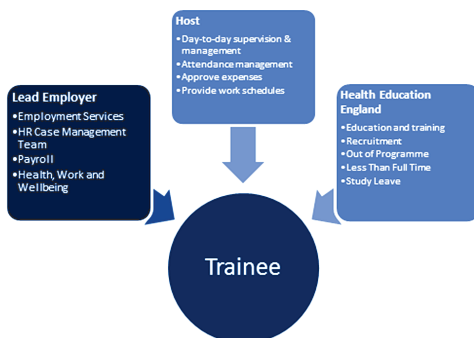 Host
•Day-to-day supervision &
management
•Attendance management
•Approve expenses
•Provide work schedules
Lead Employer
•Employment Services
•HR Case Management
Team
•Payroll
•Health, Work and
Wellbeing
Health Education
England
•Education and training
•Recruitment
•Out of Programme
•Less Than Full Time
•Study Leave
Trainee